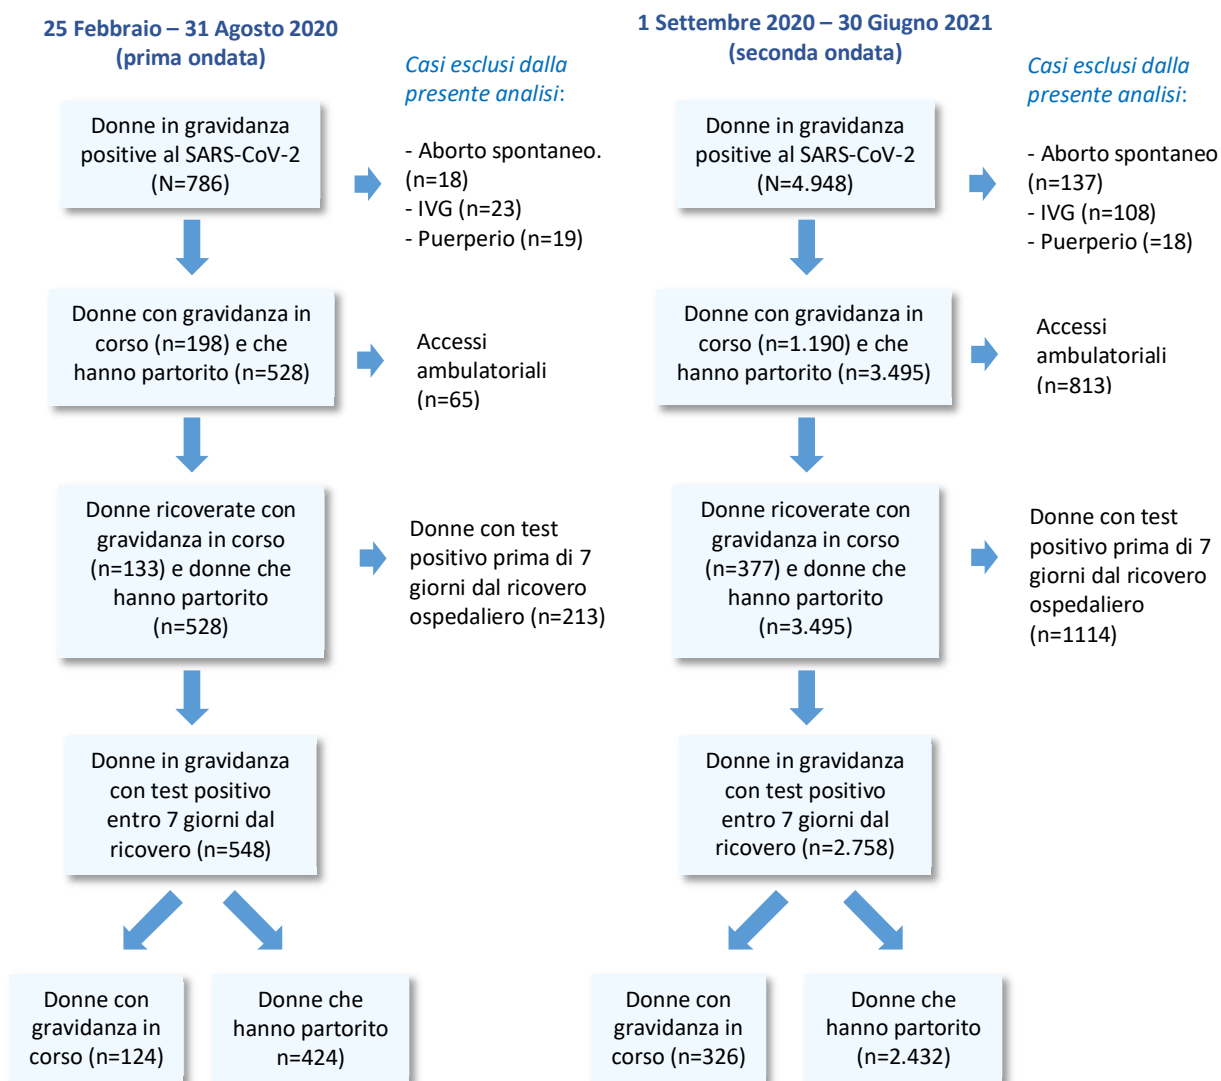 25 Febbraio – 31 Agosto 2020
(prima ondata)
Casi esclusi dalla
presente analisi:
Donne in gravidanza
positive al SARS-CoV-2
(N=786)
- Aborto spontaneo.
(n=18)
- IVG (n=23)
- Puerperio (n=19)
Donne con gravidanza in
corso (n=198) e che
hanno partorito (n=528)
Accessi
ambulatoriali
(n=65)
Donne ricoverate con
gravidanza in corso
(n=133) e donne che
hanno partorito
(n=528)
Donne con test
positivo prima di 7
giorni dal ricovero
ospedaliero (n=213)
Donne in gravidanza
con test positivo
entro 7 giorni dal
ricovero (n=548)
Donne con
gravidanza in
corso (n=124)
Donne che
hanno partorito
n=424)
1 Settembre 2020 – 30 Giugno 2021
(seconda ondata)
Casi esclusi dalla
presente analisi:
Donne in gravidanza
positive al SARS-CoV-2
(N=4.948)
- Aborto spontaneo
(n=137)
- IVG (n=108)
- Puerperio (=18)
Donne con gravidanza in
corso (n=1.190) e che
hanno partorito (n=3.495)
Accessi
ambulatoriali
(n=813)
Donne ricoverate con
gravidanza in corso
(n=377) e donne che
hanno partorito
(n=3.495)
Donne con test
positivo prima di 7
giorni dal ricovero
ospedaliero
(n=1114)
Donne in gravidanza
con test positivo
entro 7 giorni dal
ricovero (n=2.758)
Donne con
gravidanza in
corso (n=326)
Donne che
hanno partorito
(n=2.432)